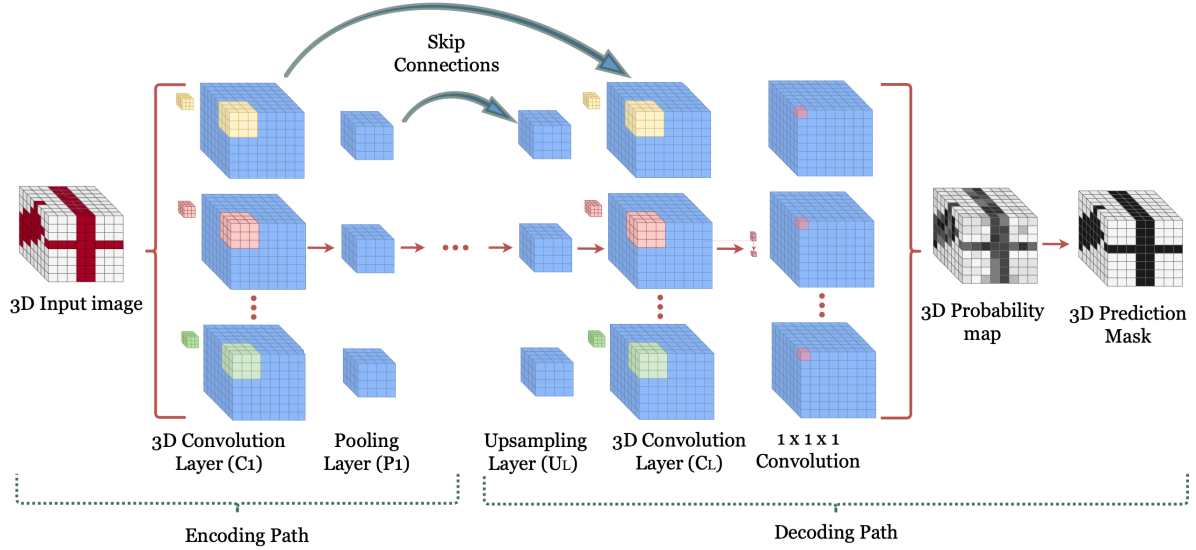 Skip
Connections
3D Input image
3D Probability
map
3D Prediction
Mask
3D Convolution
Layer (C1)
Pooling
Layer (P1)
Upsampling
Layer (UL)
3D Convolution
Layer (CL)
1 x 1 x 1
Convolution
Encoding Path
Decoding Path